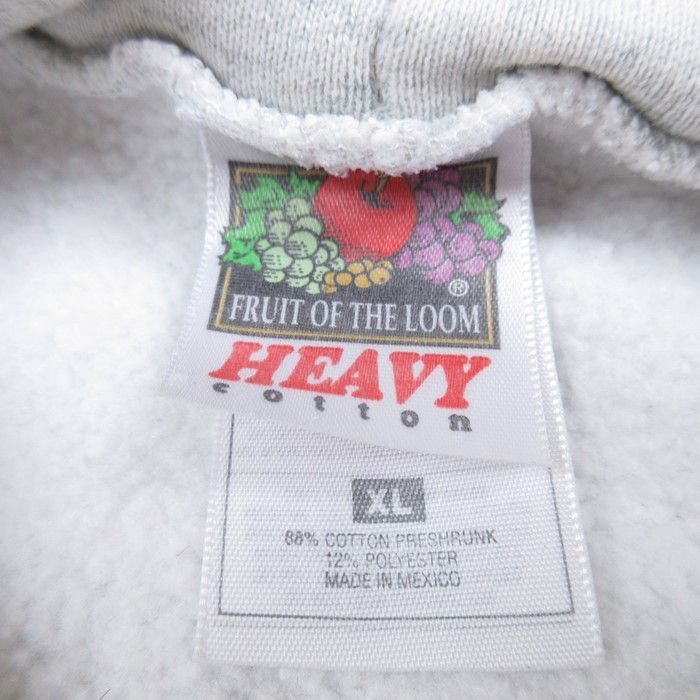 ®
FRUIT OF THE LOOM
HEAVY
cotton
XL
88% COTTON PRESHRUNK
12% POLYESTER
MADE IN MEXICO